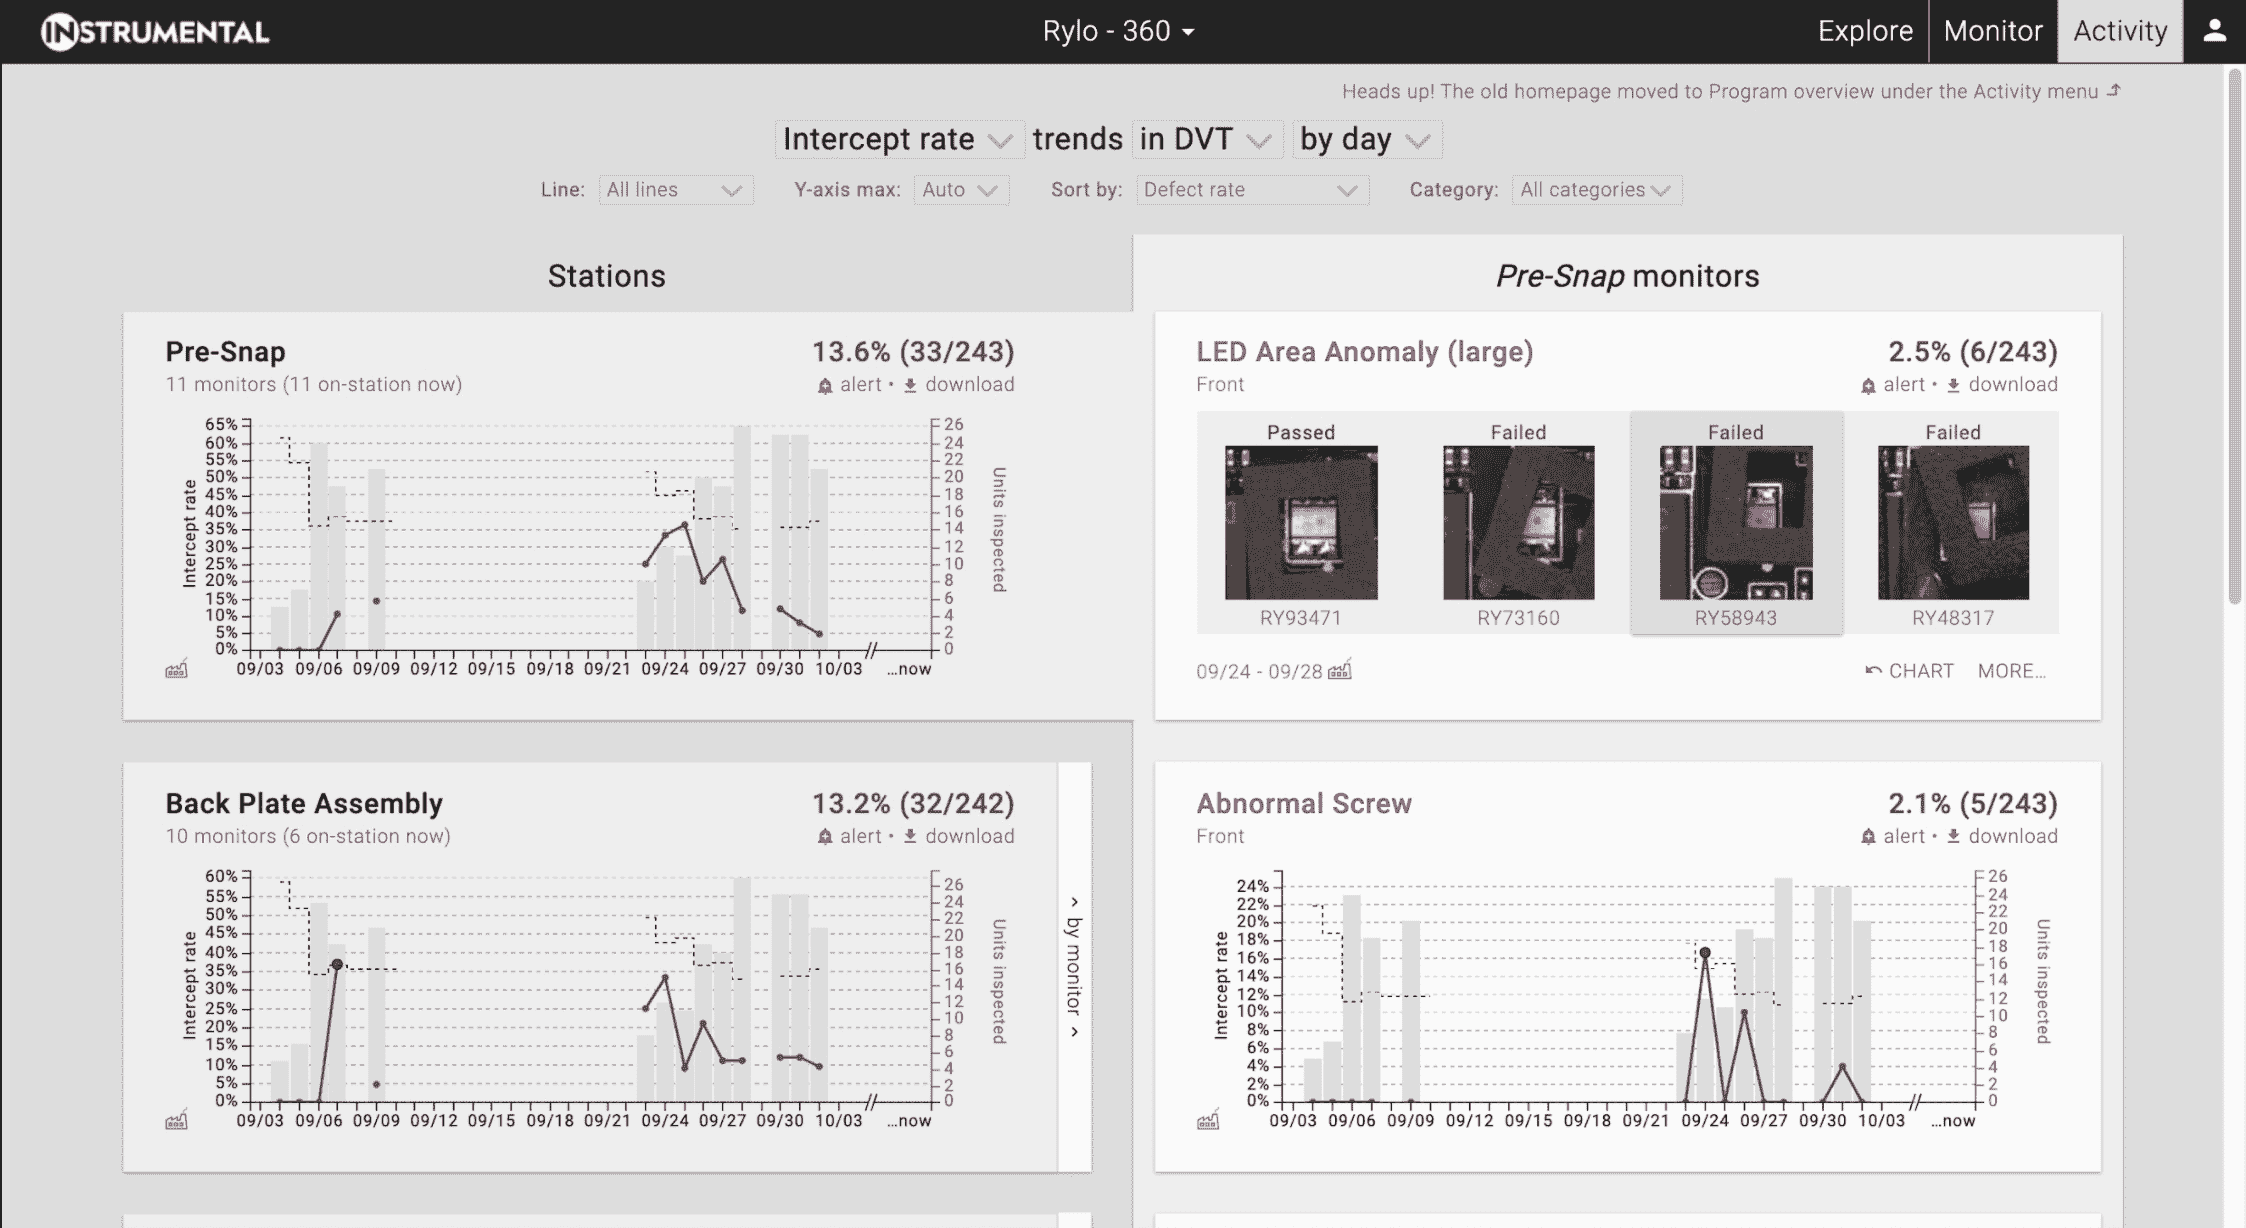 INSTRUMENTAL
Rylo - 360
Explore
Monitor
Activity
Heads up! The old homepage moved to Program overview under the Activity menu
Intercept rate trends in DVT by day
Line: All lines Y-axis max: Auto Sort by: Defect rate Category: All categories
Stations
Pre-Snap
13.6% (33/243)
11 monitors (11 on-station now)
alert • download
65%
60%
55%
50%
45%
40%
35%
30%
25%
20%
15%
10%
5%
0%
Intercept rate
26
24
22
20
18
16
14
12
10
8
6
4
2
0
Units inspected
09/03 09/06 09/09 09/12 09/15 09/18 09/21 09/24 09/27 09/30 10/03 ...now
Back Plate Assembly
13.2% (32/242)
10 monitors (6 on-station now)
alert • download
60%
55%
50%
45%
40%
35%
30%
25%
20%
15%
10%
5%
0%
Intercept rate
26
24
22
20
18
16
14
12
10
8
6
4
2
0
Units inspected
09/03 09/06 09/09 09/12 09/15 09/18 09/21 09/24 09/27 09/30 10/03 ...now
by monitor
Pre-Snap monitors
LED Area Anomaly (large)
2.5% (6/243)
Front
alert • download
Passed Failed Failed Failed
RY93471 RY73160 RY58943 RY48317
09/24 - 09/28
CHART MORE...
Abnormal Screw
2.1% (5/243)
Front
alert • download
24%
22%
20%
18%
16%
14%
12%
10%
8%
6%
4%
2%
0%
Intercept rate
26
24
22
20
18
16
14
12
10
8
6
4
2
0
Units inspected
09/03 09/06 09/09 09/12 09/15 09/18 09/21 09/24 09/27 09/30 10/03 ...now